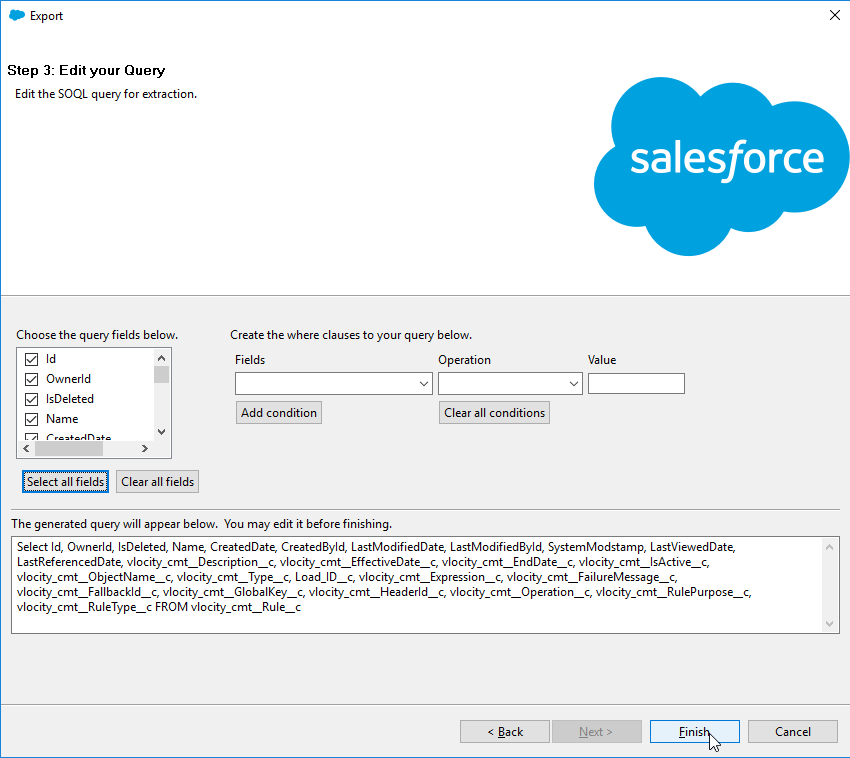 Export
Step 3: Edit your Query
Edit the SOQL query for extraction.
salesforce
Choose the query fields below.
Create the where clauses to your query below.
Id
OwnerId
IsDeleted
Name
CreatedDate
Fields
Operation
Value
Add condition
Clear all conditions
Select all fields
Clear all fields
The generated query will appear below.  You may edit it before finishing.
Select Id, OwnerId, IsDeleted, Name, CreatedDate, CreatedById, LastModifiedDate, LastModifiedById, SystemModstamp, LastViewedDate,
LastReferencedDate, vlocity_cmt__Description__c, vlocity_cmt__EffectiveDate__c, vlocity_cmt__EndDate__c, vlocity_cmt__IsActive__c,
vlocity_cmt__ObjectName__c, vlocity_cmt__Type__c, Load_ID__c, vlocity_cmt__Expression__c, vlocity_cmt__FailureMessage__c,
vlocity_cmt__FallbackId__c, vlocity_cmt__GlobalKey__c, vlocity_cmt__HeaderId__c, vlocity_cmt__Operation__c, vlocity_cmt__RulePurpose__c,
vlocity_cmt__RuleType__c FROM vlocity_cmt__Rule__c
< Back
Next >
Finish
Cancel